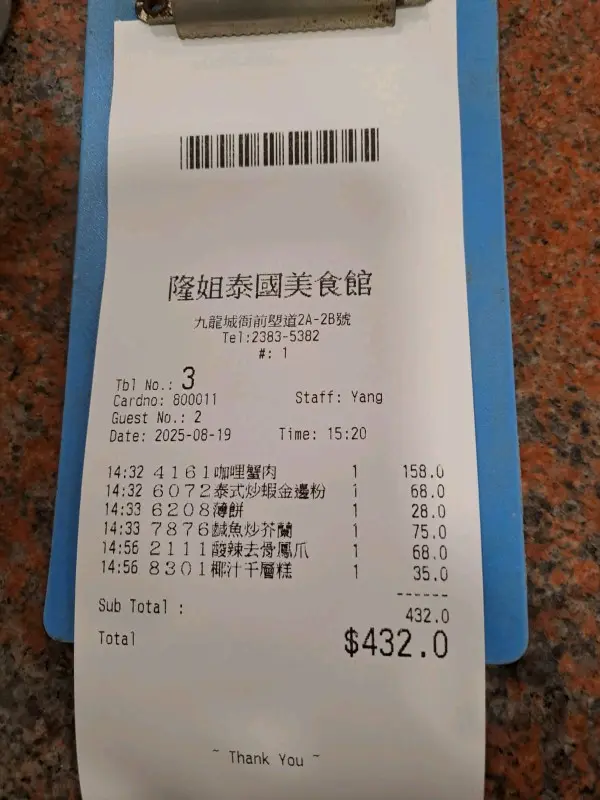 隆姐泰國美食館
九龍城衙前塱道2A-2B號
Tel:2383-5382
#: 1
Tbl No.: 3
Cardno: 800011 Staff: Yang
Guest No.: 2
Date: 2025-08-19 Time: 15:20
14:32 4161咖哩蟹肉 1 158.0
14:32 6072泰式炒蝦金邊粉 1 68.0
14:33 6208薄餅 1 28.0
14:33 7876鹹魚炒芥蘭 1 75.0
14:56 2111酸辣去骨鳳爪 1 68.0
14:56 8301椰汁千層糕 1 35.0
------
Sub Total : 432.0
Total $432.0
~ Thank You ~